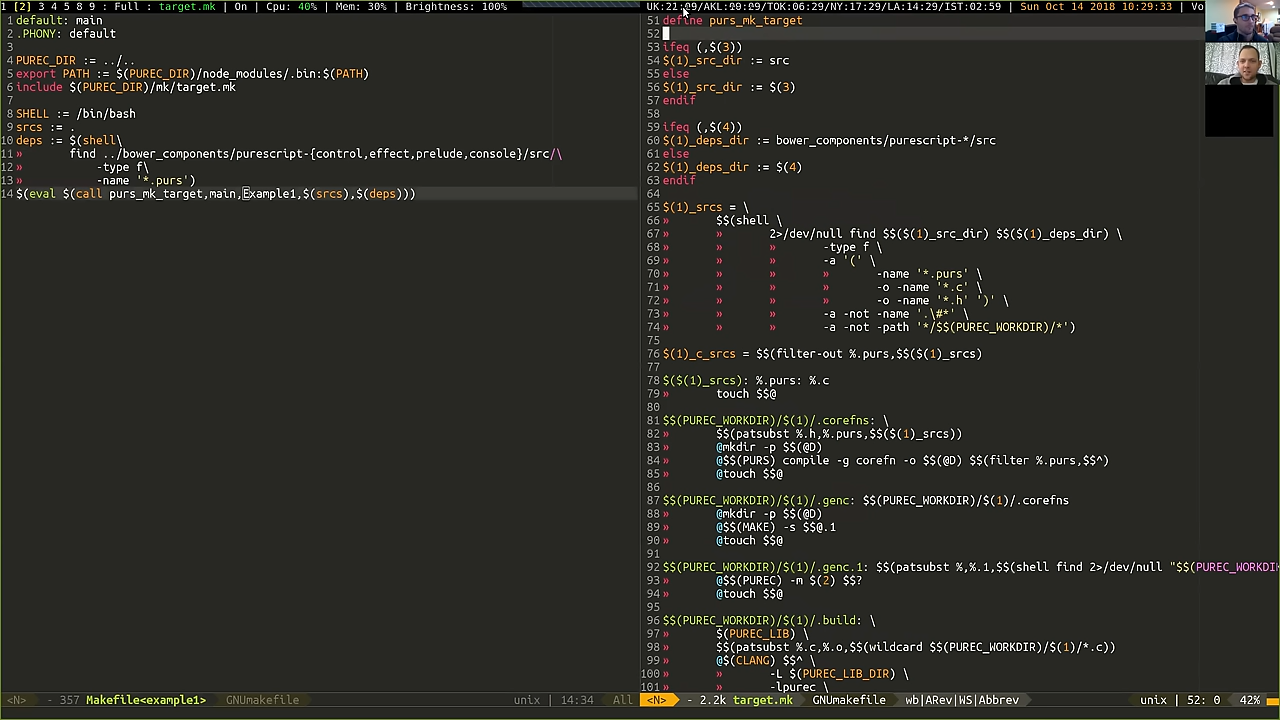 1 [2] 3 4 5 8 9 : Full : target.mk | On | Cpu: 40% | Mem: 30% | Brightness: 100%
UK:21:09/AKL:20:29/TOK:06:29/NY:17:29/LA:14:29/IST:02:59 | Sun Oct 14 2018 10:29:33 | Vo
1 default: main
2 .PHONY: default
3
4 PUREC_DIR := ../..
5 export PATH := $(PUREC_DIR)/node_modules/.bin:$(PATH)
6 include $(PUREC_DIR)/mk/target.mk
7
8 SHELL := /bin/bash
9 srcs := .
10 deps := $(shell\
11 » find ../bower_components/purescript-{control,effect,prelude,console}/src/\
12 » -type f\
13 » -name '*.purs')
14 $(eval $(call purs_mk_target,main,Example1,$(srcs),$(deps)))
<N> - 357 Makefile<example1> GNUmakefile unix | 14:34 All
51 define purs_mk_target
52
53 ifeq (,$(3))
54 $(1)_src_dir := src
55 else
56 $(1)_src_dir := $(3)
57 endif
58
59 ifeq (,$(4))
60 $(1)_deps_dir := bower_components/purescript-*/src
61 else
62 $(1)_deps_dir := $(4)
63 endif
64
65 $(1)_srcs = \
66 » $$(shell \
67 » » 2>/dev/null find $$($(1)_src_dir) $$($(1)_deps_dir) \
68 » » » -type f \
69 » » » -a '(' \
70 » » » » -name '*.purs' \
71 » » » » -o -name '*.c' \
72 » » » » -o -name '*.h' ')' \
73 » » » -a -not -name '.\#*' \
74 » » » -a -not -path '*/$$(PUREC_WORKDIR)/*')
75
76 $(1)_c_srcs = $$(filter-out %.purs,$$($(1)_srcs)
77
78 $($(1)_srcs): %.purs: %.c
79 » touch $$@
80
81 $$(PUREC_WORKDIR)/$(1)/.corefns: \
82 » $$(patsubst %.h,%.purs,$$($(1)_srcs))
83 » @mkdir -p $$(@D)
84 » @$$(PURS) compile -g corefn -o $$(@D) $$(filter %.purs,$$^)
85 » @touch $$@
86
87 $$(PUREC_WORKDIR)/$(1)/.genc: $$(PUREC_WORKDIR)/$(1)/.corefns
88 » @mkdir -p $$(@D)
89 » @$$(MAKE) -s $$@.1
90 » @touch $$@
91
92 $$(PUREC_WORKDIR)/$(1)/.genc.1: $$(patsubst %,%.1,$$(shell find 2>/dev/null "$$(PUREC_WORKDI
93 » @$$(PUREC) -m $(2) $$?
94 » @touch $$@
95
96 $$(PUREC_WORKDIR)/$(1)/.build: \
97 » $(PUREC_LIB) \
98 » $$(patsubst %.c,%.o,$$(wildcard $$(PUREC_WORKDIR)/$(1)/*.c))
99 » @$(CLANG) $$^ \
100 » » -L $(PUREC_LIB_DIR) \
101 » » -lpurec \
<N> - 2.2k target.mk GNUmakefile wb|ARev|WS|Abbrev unix | 52: 0 42%